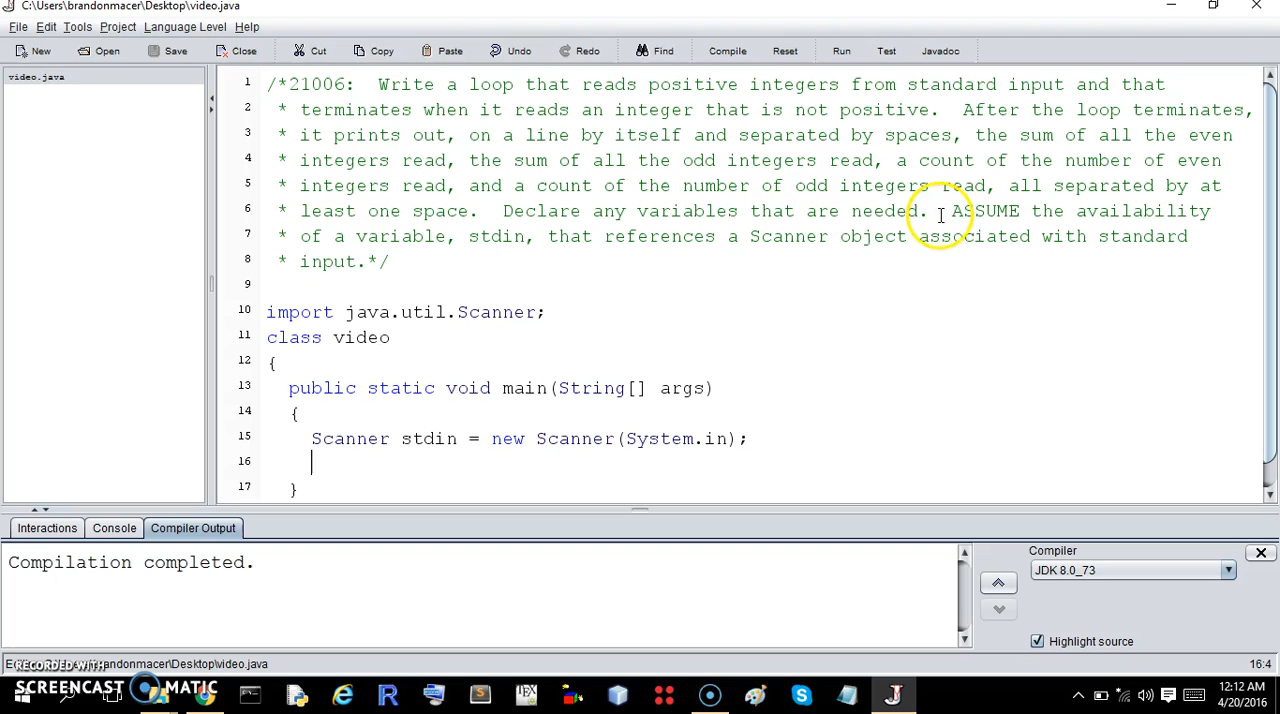 C:\Users\brandonmacer\Desktop\video.java
File Edit Tools Project Language Level Help
New Open Save Close Cut Copy Paste Undo Redo Find Compile Reset Run Test Javadoc
video.java
1 /*21006: Write a loop that reads positive integers from standard input and that
2 * terminates when it reads an integer that is not positive. After the loop terminates,
3 * it prints out, on a line by itself and separated by spaces, the sum of all the even
4 * integers read, the sum of all the odd integers read, a count of the number of even
5 * integers read, and a count of the number of odd integers read, all separated by at
6 * least one space. Declare any variables that are needed. ASSUME the availability
7 * of a variable, stdin, that references a Scanner object associated with standard
8 * input.*/
9
10 import java.util.Scanner;
11 class video
12 {
13 public static void main(String[] args)
14 {
15 Scanner stdin = new Scanner(System.in);
16
17 }
Interactions Console Compiler Output
Compilation completed.
Compiler
JDK 8.0_73
Highlight source
brandonmacer\Desktop\video.java 16:4
RECORDED WITH
SCREENCAST MATIC
12:12 AM
4/20/2016